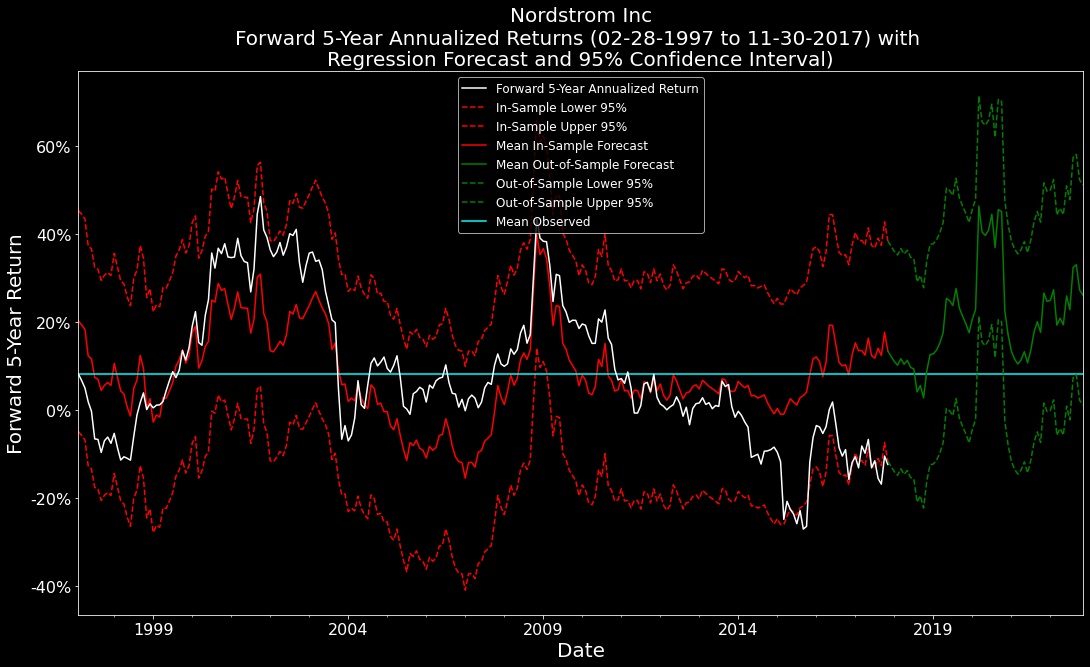 Nordstrom Inc
Forward 5-Year Annualized Returns (02-28-1997 to 11-30-2017) with
Regression Forecast and 95% Confidence Interval)
Forward 5-Year Annualized Return
In-Sample Lower 95%
In-Sample Upper 95%
Mean In-Sample Forecast
Mean Out-of-Sample Forecast
Out-of-Sample Lower 95%
Out-of-Sample Upper 95%
Mean Observed
Forward 5-Year Return
60%
40%
20%
0%
-20%
-40%
1999
2004
2009
2014
2019
Date